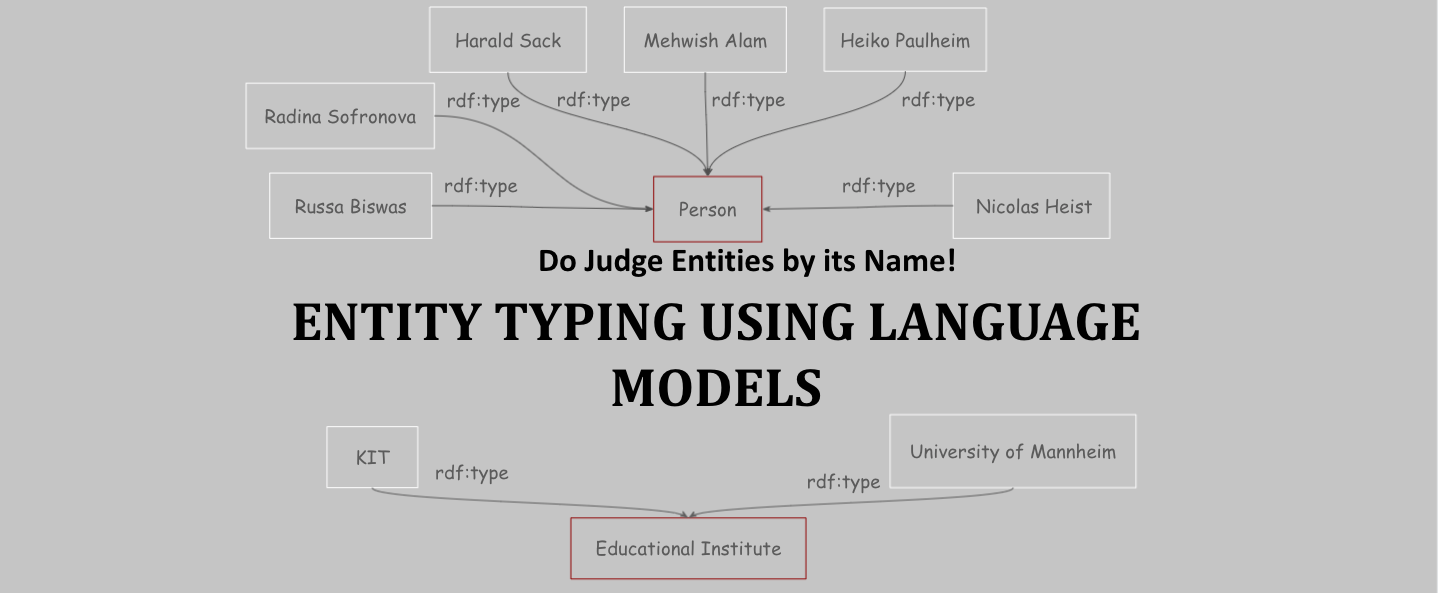 Harald Sack
Mehwish Alam
Heiko Paulheim
Radina Sofronova
rdf:type
rdf:type
rdf:type
rdf:type
Russa Biswas
rdf:type
Person
rdf:type
Nicolas Heist
Do Judge Entities by its Name!
ENTITY TYPING USING LANGUAGE
MODELS
KIT
rdf:type
rdf:type
University of Mannheim
Educational Institute